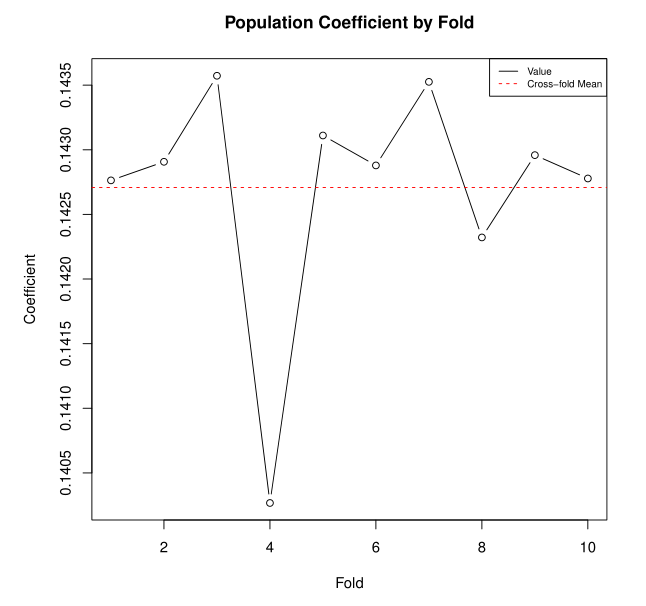 Population Coefficient by Fold
Value
Cross−fold Mean
0.1435
0.1430
0.1425
0.1420
0.1415
0.1410
0.1405
Coefficient
2 4 6 8 10
Fold